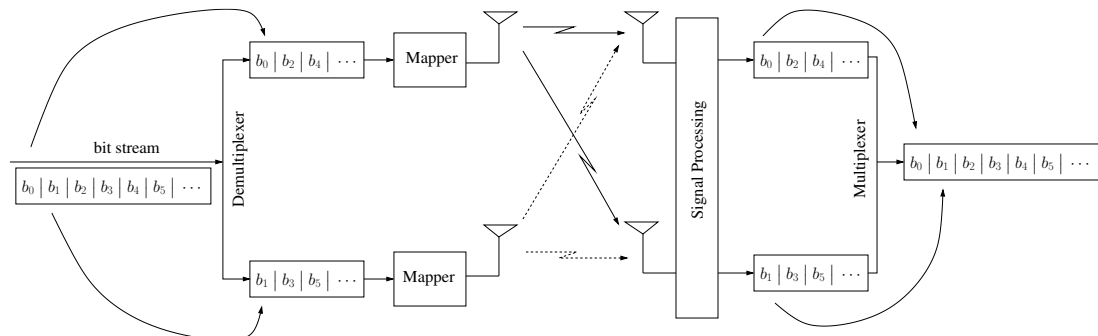 b₀ | b₂ | b₄ | ⋯
Mapper
bit stream
b₀ | b₁ | b₂ | b₃ | b₄ | b₅ | ⋯
Demultiplexer
b₁ | b₃ | b₅ | ⋯
Mapper
Signal Processing
b₀ | b₂ | b₄ | ⋯
Multiplexer
b₁ | b₃ | b₅ | ⋯
b₀ | b₁ | b₂ | b₃ | b₄ | b₅ | ⋯